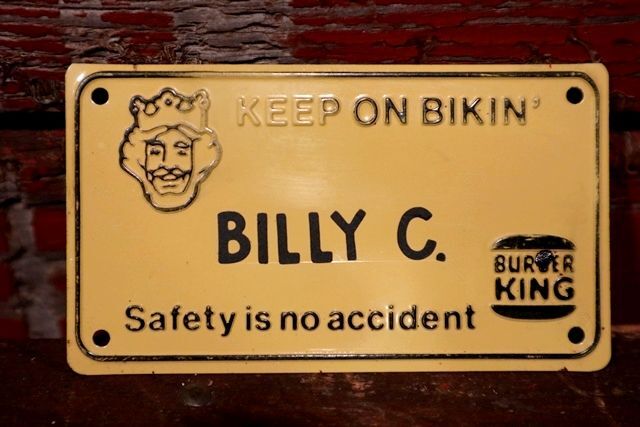 KEEP ON BIKIN'
BILLY C.
BURGER
KING
Safety is no accident